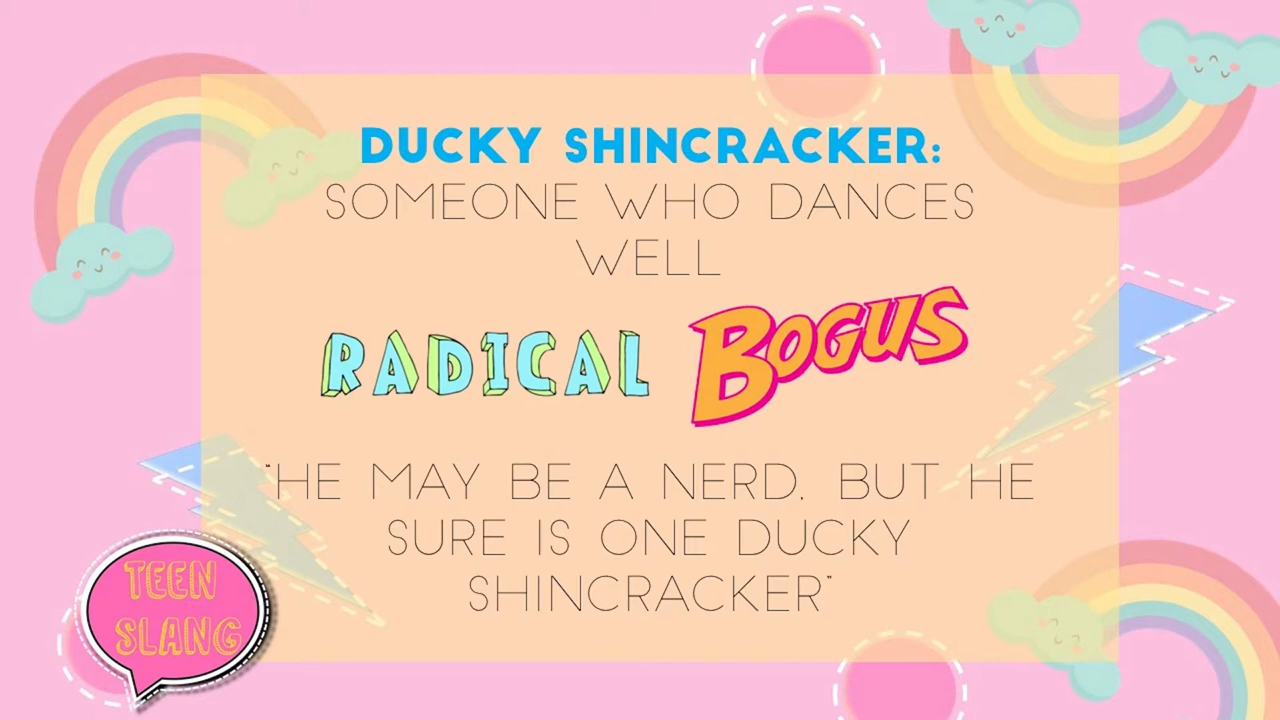 DUCKY SHINCRACKER:
SOMEONE WHO DANCES
WELL
RADICAL BOGUS
"HE MAY BE A NERD, BUT HE
SURE IS ONE DUCKY
SHINCRACKER"
TEEN
SLANG